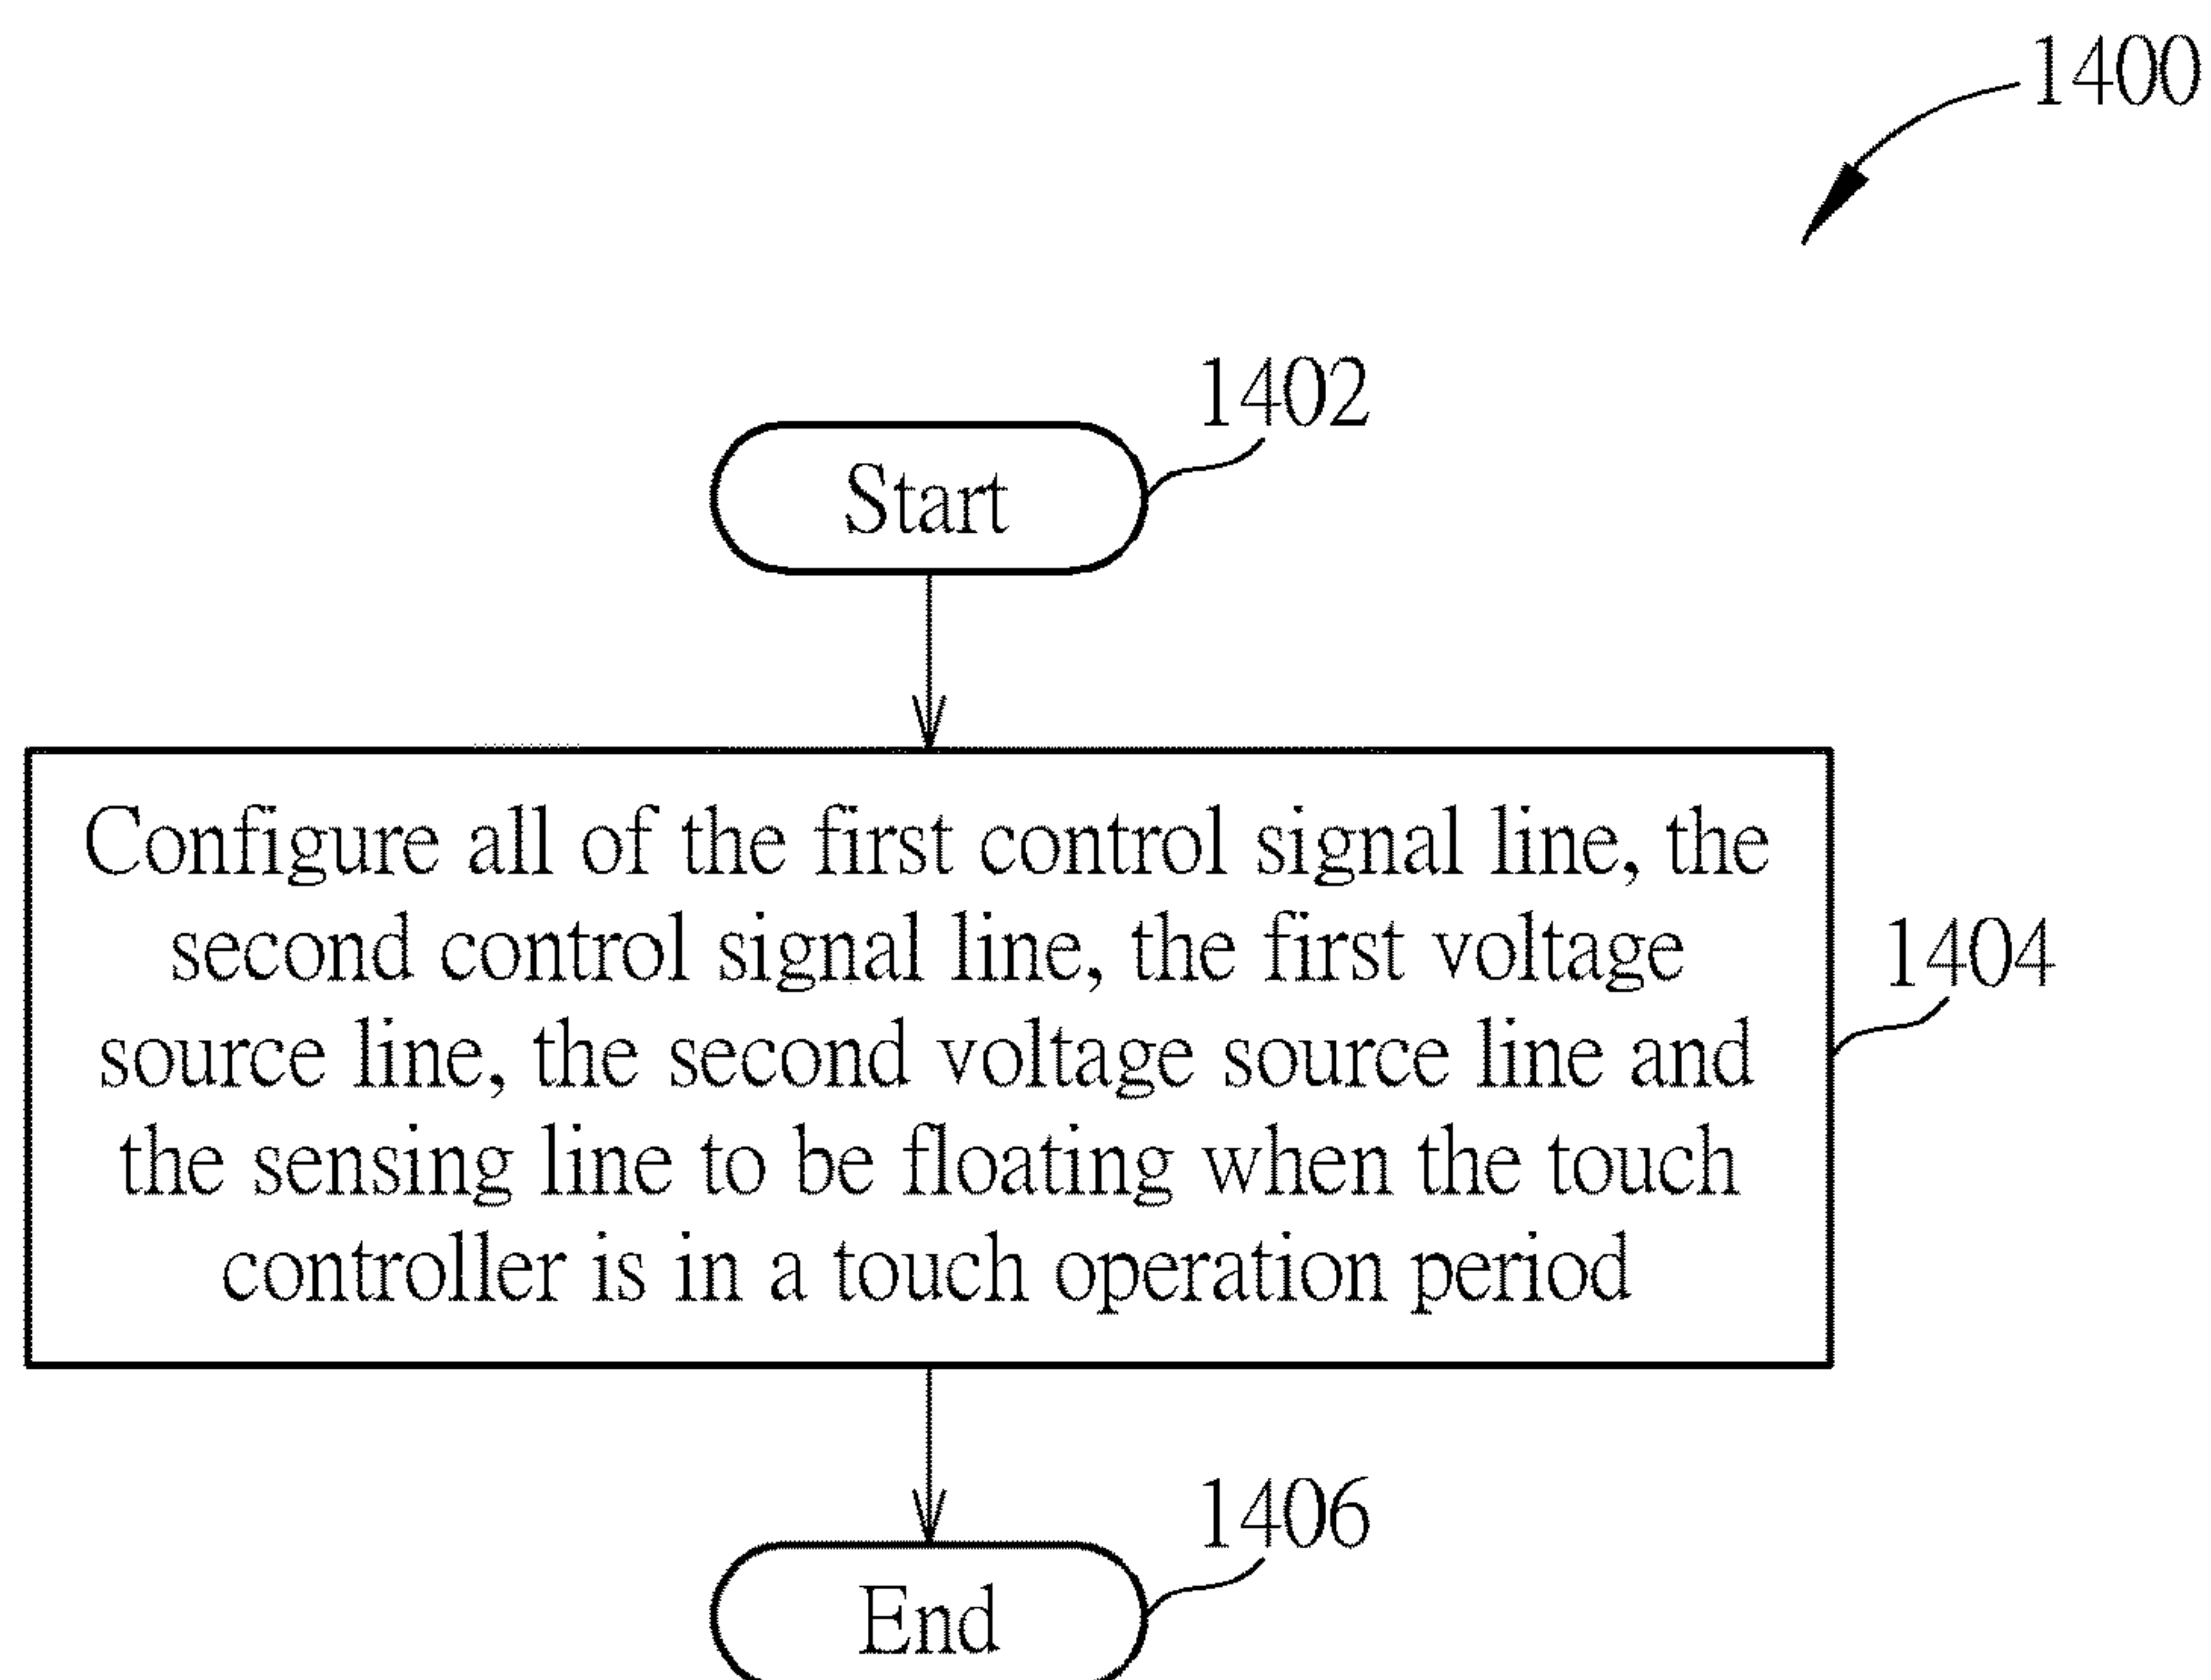 1400
1402
Start
Configure all of the first control signal line, the
second control signal line, the first voltage
source line, the second voltage source line and
the sensing line to be floating when the touch
controller is in a touch operation period
1404
1406
End